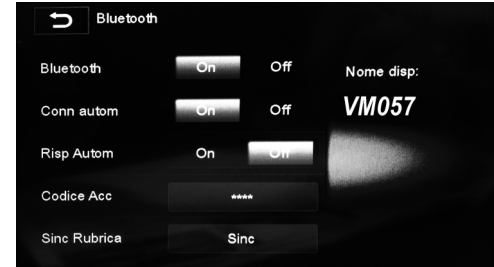 Bluetooth
Bluetooth On Off
Nome disp:
Conn autom On Off
VM057
Risp Autom On Off
Codice Acc ****
Sinc Rubrica Sinc